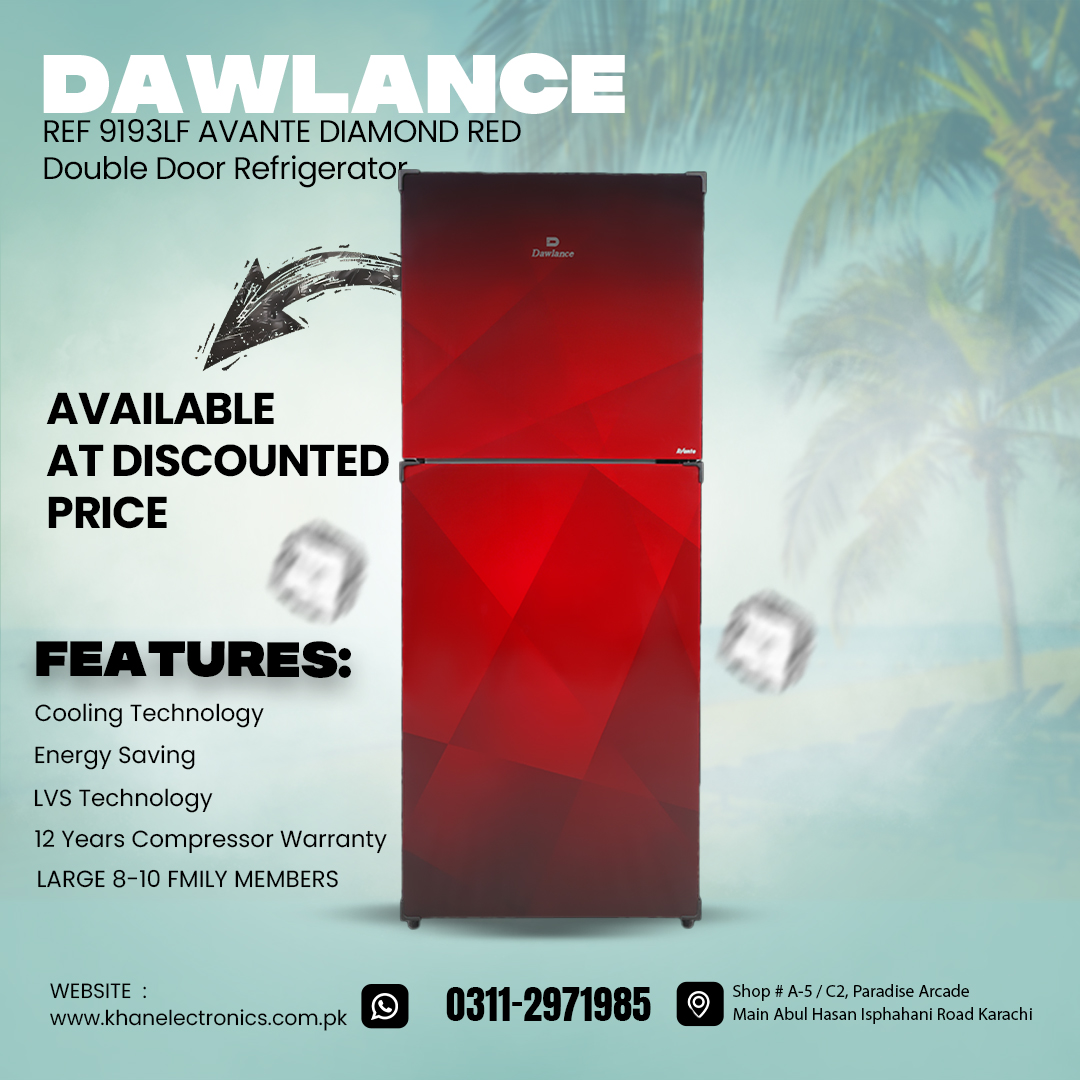 DAWLANCE
REF 9193LF AVANTE DIAMOND RED
Double Door Refrigerator
Dawlance
AVAILABLE
AT DISCOUNTED
PRICE
Avante
FEATURES:
Cooling Technology
Energy Saving
LVS Technology
12 Years Compressor Warranty
LARGE 8-10 FMILY MEMBERS
WEBSITE :
www.khanelectronics.com.pk
0311-2971985
Shop # A-5 / C2, Paradise Arcade
Main Abul Hasan Isphahani Road Karachi